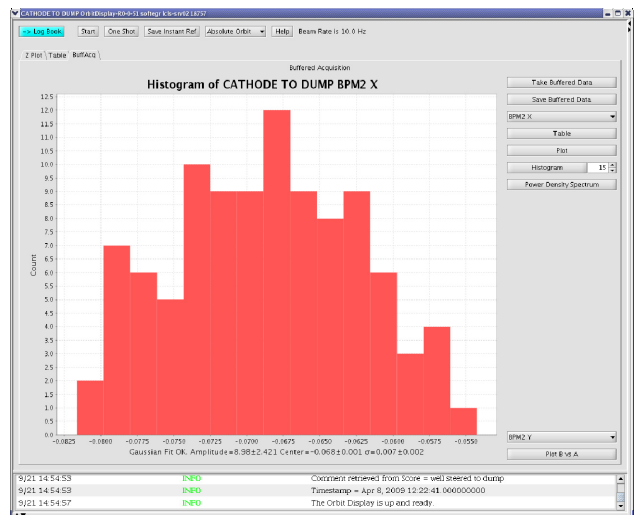 CATHODE TO DUMP OrbitDisplay-R0-0-51 softegr lcls-srv02 18757
-> Log Book Start One Shot Save Instant Ref. Absolute Orbit Help Beam Rate is 10.0 Hz
Z Plot Table BuffAcq
Buffered Acquisition
Histogram of CATHODE TO DUMP BPM2 X
Take Buffered Data
Save Buffered Data
BPM2 X
Table
Plot
Histogram 15
Power Density Spectrum
12.5
12.0
11.5
11.0
10.5
10.0
9.5
9.0
8.5
8.0
7.5
7.0
6.5
6.0
5.5
5.0
4.5
4.0
3.5
3.0
2.5
2.0
1.5
1.0
0.5
0.0
Count
-0.0825 -0.0800 -0.0775 -0.0750 -0.0725 -0.0700 -0.0675 -0.0650 -0.0625 -0.0600 -0.0575 -0.0550
Gaussian Fit OK. Amplitude=8.98±2.421 Center=-0.068±0.001 σ=0.007±0.002
BPM2 Y
Plot B vs A
9/21 14:54:53 INFO Comment retrieved from Score = well steered to dump
9/21 14:54:53 INFO Timestamp = Apr 8, 2009 12:22:41.000000000
9/21 14:54:57 INFO The Orbit Display is up and ready.